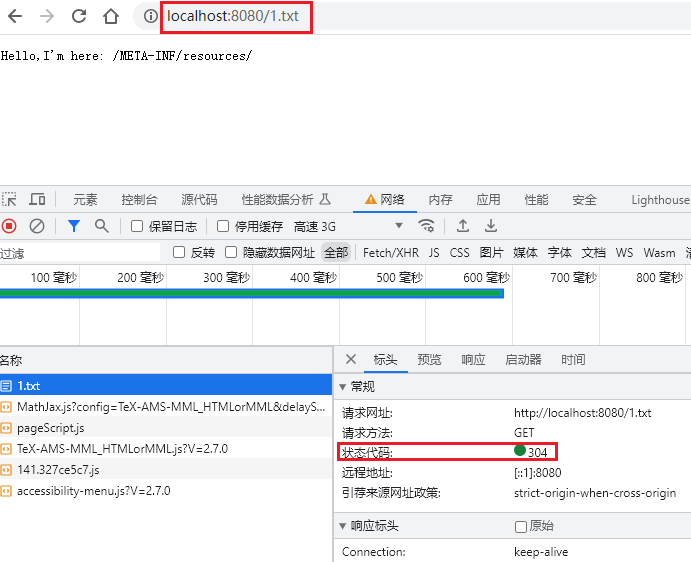 localhost:8080/1.txt
Hello,I'm here: /META-INF/resources/
元素 控制台 源代码 性能数据分析 网络 内存 应用 性能 安全 Lighthouse
保留日志 停用缓存 高速 3G
过滤 反转 隐藏数据网址 全部 Fetch/XHR JS CSS 图片 媒体 字体 文档 WS Wasm
100 毫秒 200 毫秒 300 毫秒 400 毫秒 500 毫秒 600 毫秒 700 毫秒 800 毫秒
名称
1.txt
MathJax.js?config=TeX-AMS-MML_HTMLorMML&delayS...
pageScript.js
TeX-AMS-MML_HTMLorMML.js?V=2.7.0
141.327ce5c7.js
accessibility-menu.js?V=2.7.0
标头 预览 响应 启动器 时间
常规
请求网址: http://localhost:8080/1.txt
请求方法: GET
状态代码: 304
远程地址: [::1]:8080
引荐来源网址政策: strict-origin-when-cross-origin
响应标头 原始
Connection: keep-alive